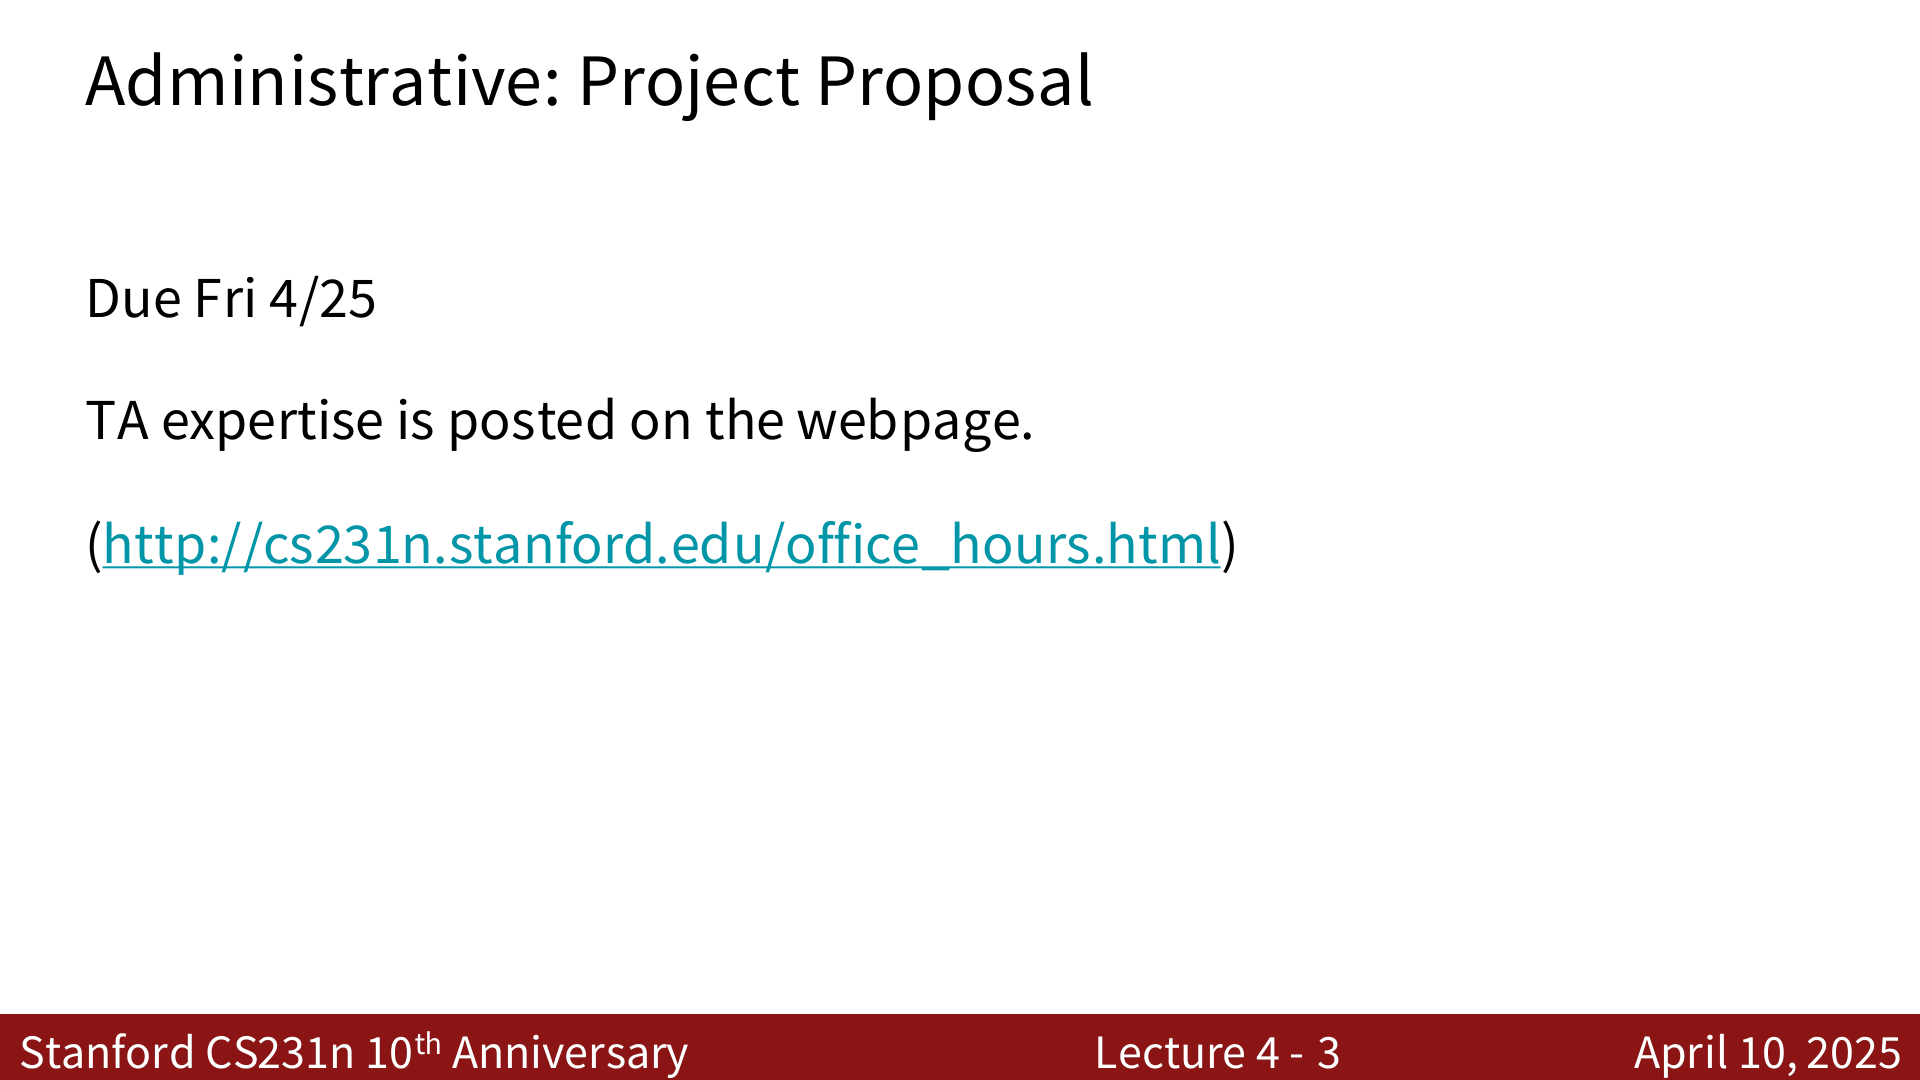 Administrative: Project Proposal
Due Fri 4/25
TA expertise is posted on the webpage.
(http://cs231n.stanford.edu/office_hours.html)
Stanford CS231n 10th Anniversary
Lecture 4 - 3
April 10, 2025